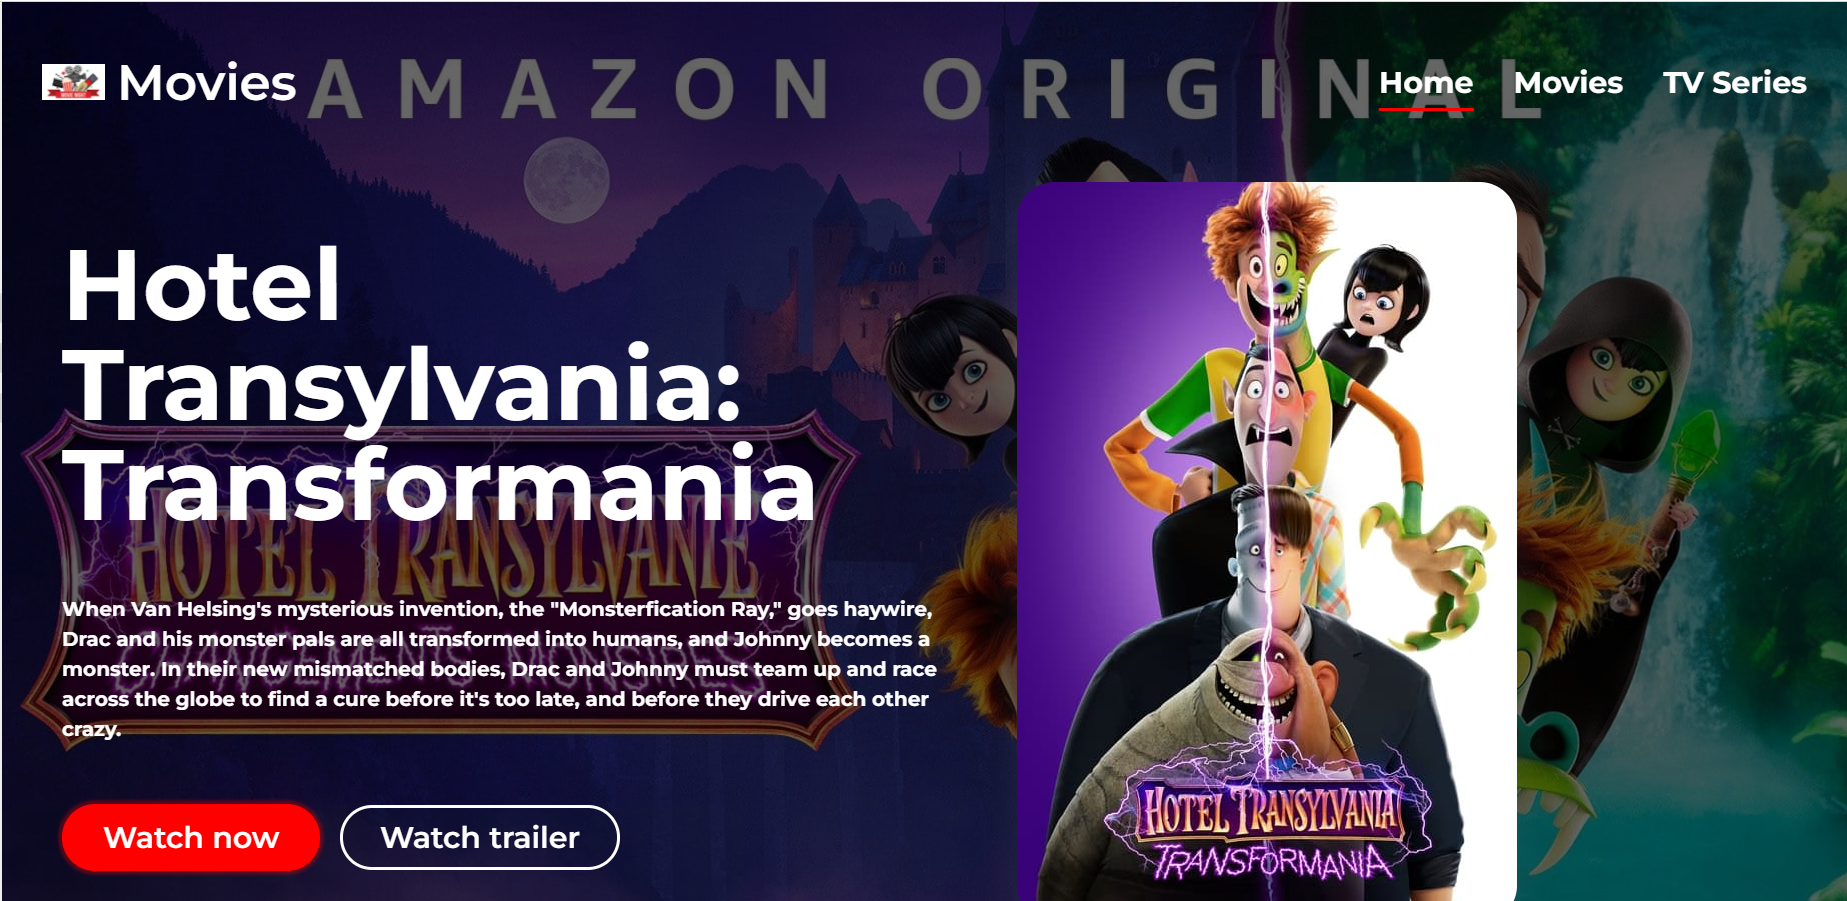 Movies
AMAZON ORIGINAL
Home
Movies
TV Series
Hotel
Transylvania:
Transformania
HOTEL TRANSYLVANIE
When Van Helsing's mysterious invention, the "Monsterfication Ray," goes haywire,
Drac and his monster pals are all transformed into humans, and Johnny becomes a
monster. In their new mismatched bodies, Drac and Johnny must team up and race
across the globe to find a cure before it's too late, and before they drive each other
crazy.
Watch now
Watch trailer
HOTEL TRANSYLVANIA
TRANSFORMANIA